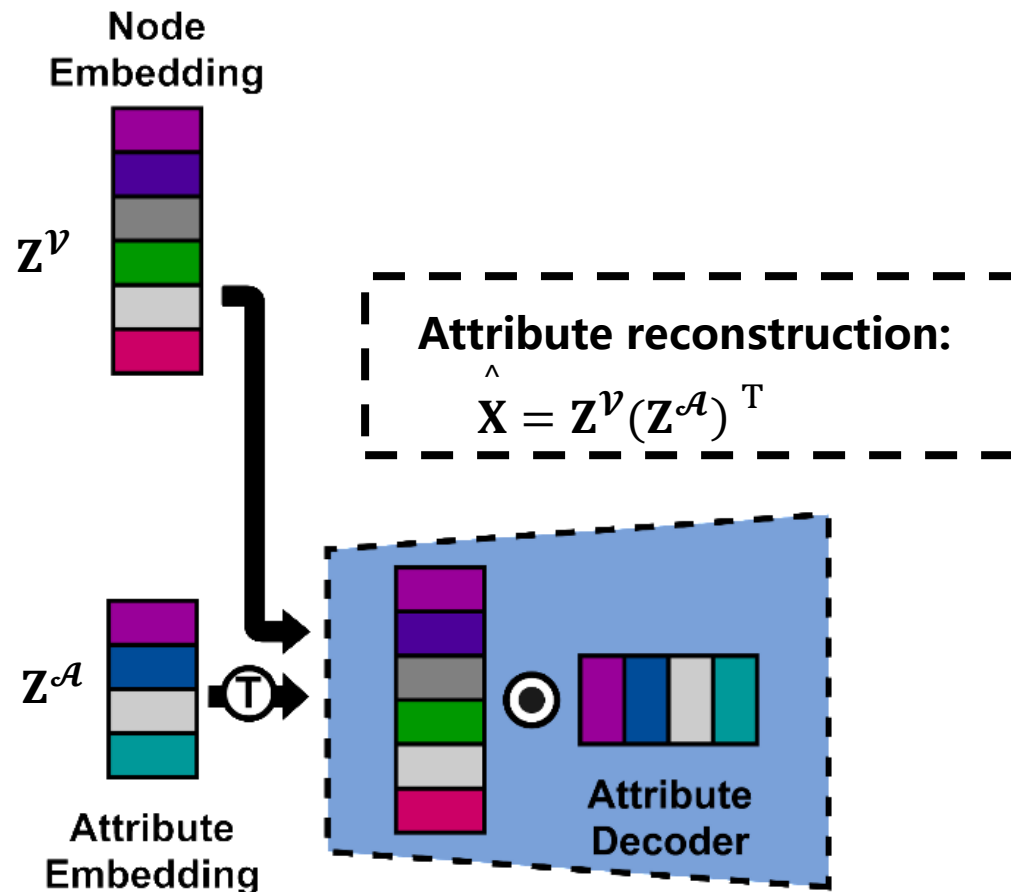 Node
Embedding
Z^𝒱
Attribute reconstruction:
X̂ = Z^𝒱(Z^𝒜)^T
Z^𝒜
T
Attribute
Decoder
Attribute
Embedding